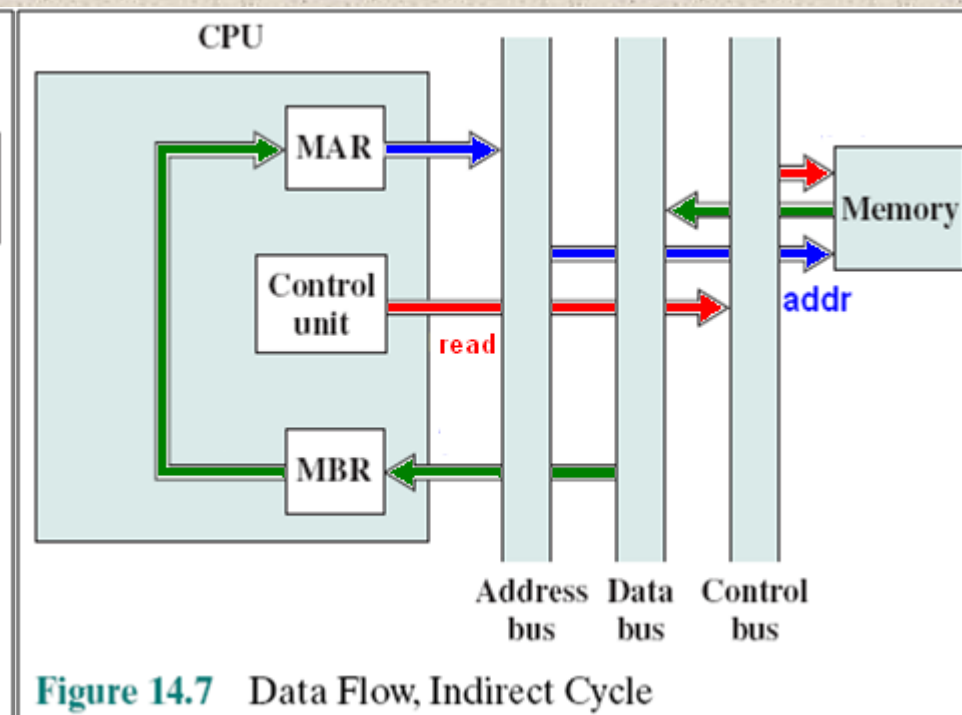 CPU
MAR
Memory
Control
unit
addr
read
MBR
Address Data Control
bus bus bus
Figure 14.7 Data Flow, Indirect Cycle